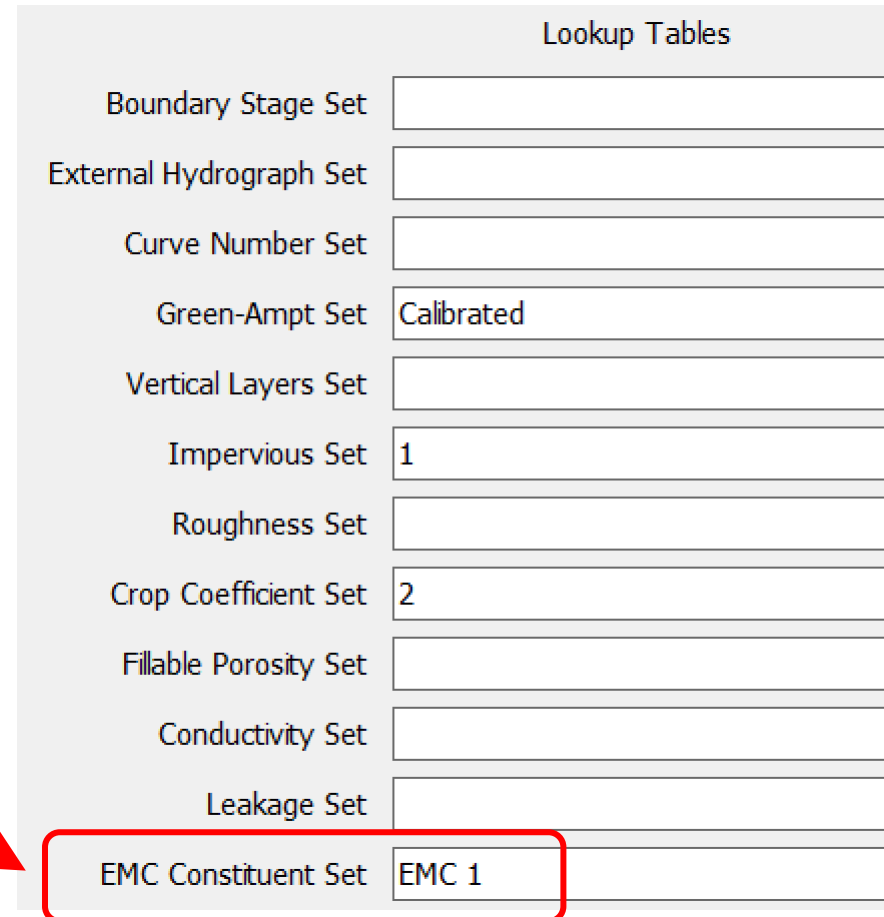 Lookup Tables
Boundary Stage Set
External Hydrograph Set
Curve Number Set
Green-Ampt Set Calibrated
Vertical Layers Set
Impervious Set 1
Roughness Set
Crop Coefficient Set 2
Fillable Porosity Set
Conductivity Set
Leakage Set
EMC Constituent Set EMC 1